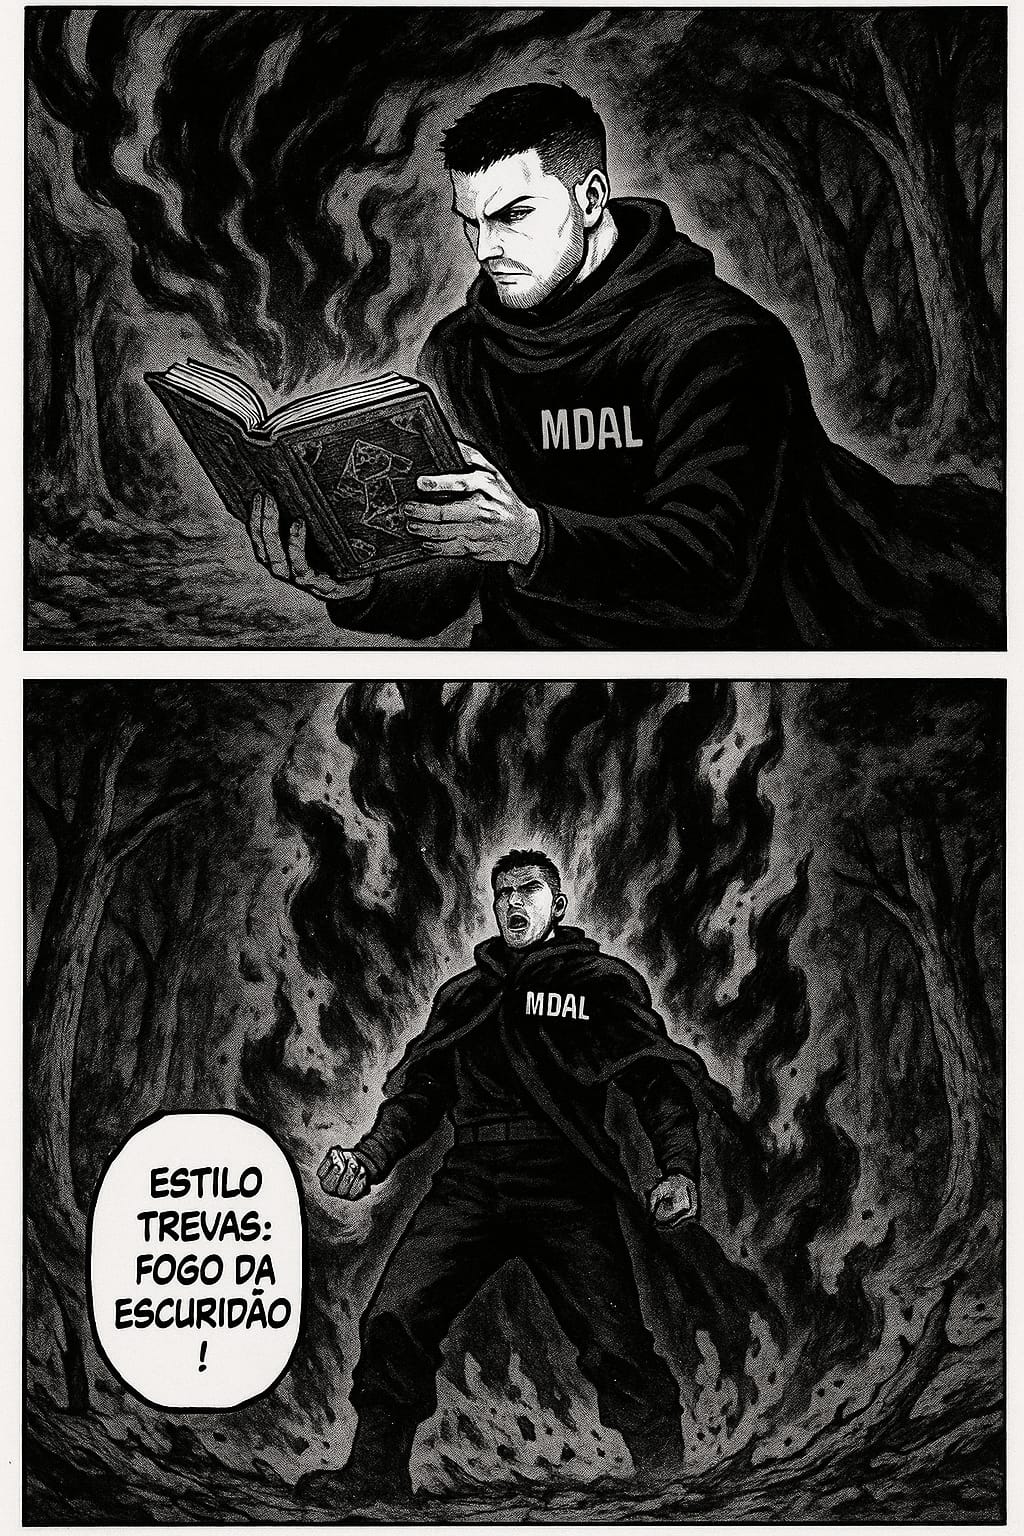 MDAL
MDAL
ESTILO
TREVAS:
FOGO DA
ESCURIDÃO
!